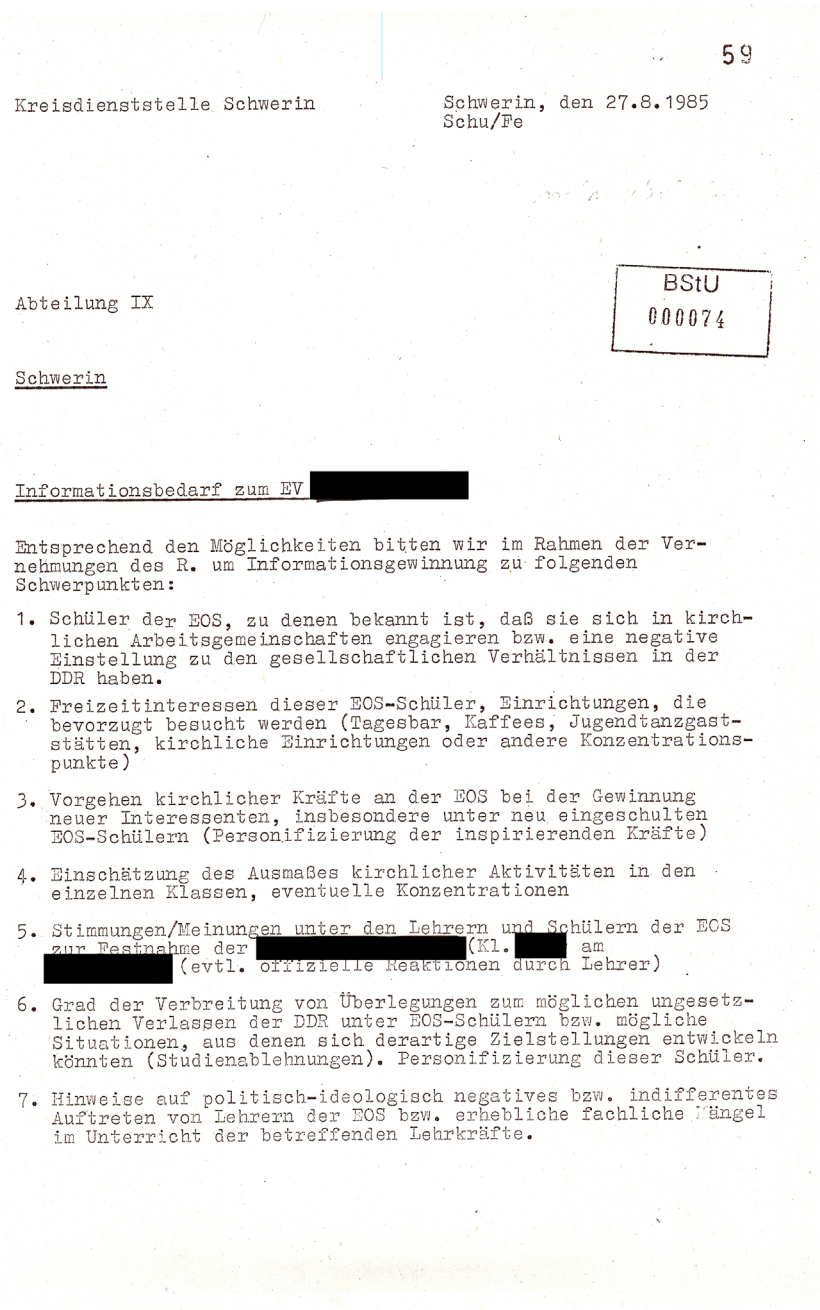 59
Kreisdienststelle Schwerin
Schwerin, den 27.8.1985
Schu/Fe
BStU
000074
Abteilung IX
Schwerin
Informationsbedarf zum EV
Entsprechend den Möglichkeiten bitten wir im Rahmen der Ver-
nehmungen des R. um Informationsgewinnung zu folgenden
Schwerpunkten:
1. Schüler der EOS, zu denen bekannt ist, daß sie sich in kirch-
lichen Arbeitsgemeinschaften engagieren bzw. eine negative
Einstellung zu den gesellschaftlichen Verhältnissen in der
DDR haben.
2. Freizeitinteressen dieser EOS-Schüler, Einrichtungen, die
bevorzugt besucht werden (Tagesbar, Kaffees, Jugendtanzgast-
stätten, kirchliche Einrichtungen oder andere Konzentrations-
punkte)
3. Vorgehen kirchlicher Kräfte an der EOS bei der Gewinnung
neuer Interessenten, insbesondere unter neu eingeschulten
EOS-Schülern (Personifizierung der inspirierenden Kräfte)
4. Einschätzung des Ausmaßes kirchlicher Aktivitäten in den
einzelnen Klassen, eventuelle Konzentrationen
5. Stimmungen/Meinungen unter den Lehrern und Schülern der EOS
zur Festnahme der (Kl. am
(evtl. offizielle Reaktionen durch Lehrer)
6. Grad der Verbreitung von Überlegungen zum möglichen ungesetz-
lichen Verlassen der DDR unter EOS-Schülern bzw. mögliche
Situationen, aus denen sich derartige Zielstellungen entwickeln
könnten (Studienablehnungen). Personifizierung dieser Schüler.
7. Hinweise auf politisch-ideologisch negatives bzw. indifferentes
Auftreten von Lehrern der EOS bzw. erhebliche fachliche Mängel
im Unterricht der betreffenden Lehrkräfte.